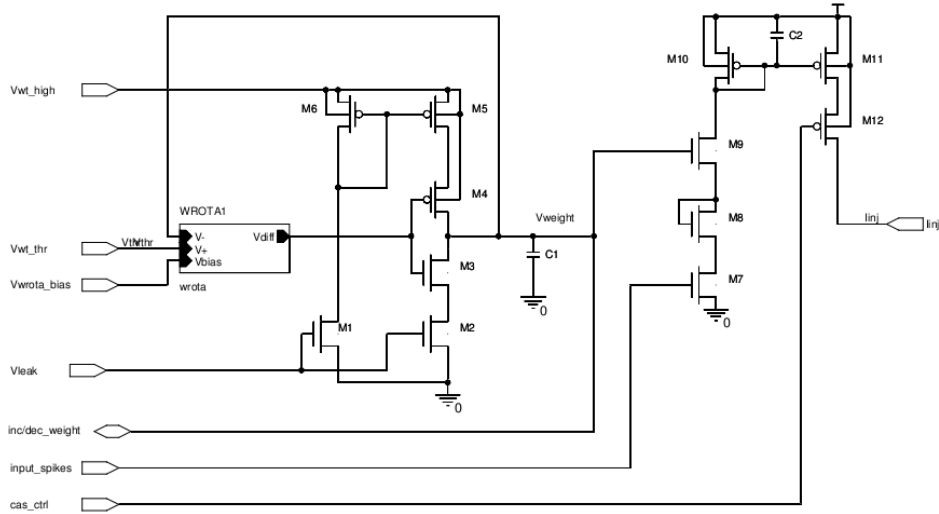 C2
M10
M11
Vwt_high
M6
M5
M12
M9
M4
WROTA1
Vweight
Iinj
M8
Iinj
V-
Vdiff
Vwt_thr
V+
C1
Vbias
M3
Vwrota_bias
wrota
M7
0
0
M1
M2
Vleak
0
inc/dec_weight
input_spikes
cas_ctrl